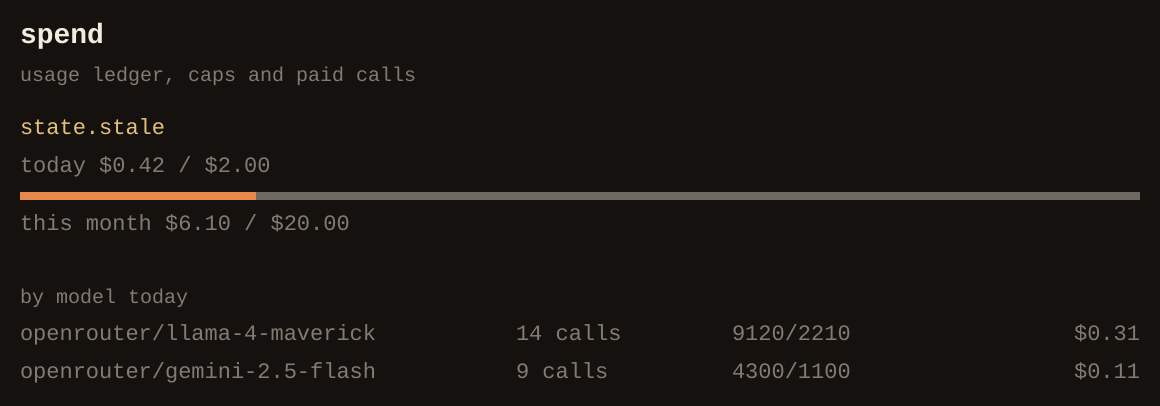 spend
usage ledger, caps and paid calls
state.stale
today $0.42 / $2.00
this month $6.10 / $20.00
by model today
openrouter/llama-4-maverick 14 calls 9120/2210 $0.31
openrouter/gemini-2.5-flash 9 calls 4300/1100 $0.11